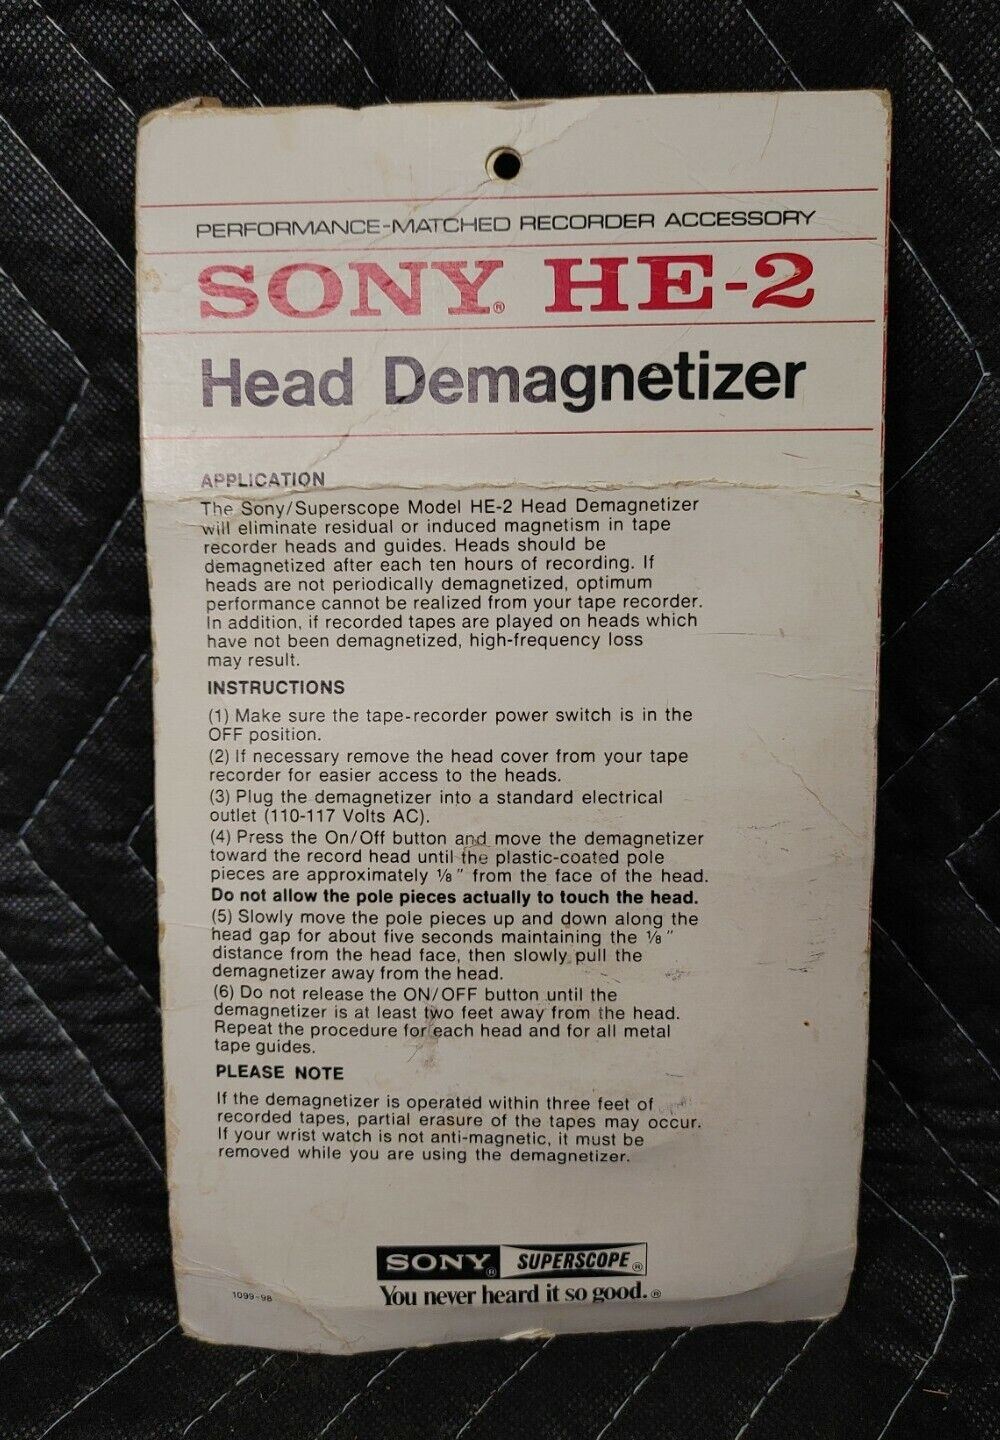 PERFORMANCE-MATCHED RECORDER ACCESSORY
SONY® HE-2
Head Demagnetizer
APPLICATION
The Sony/Superscope Model HE-2 Head Demagnetizer
will eliminate residual or induced magnetism in tape
recorder heads and guides. Heads should be
demagnetized after each ten hours of recording. If
heads are not periodically demagnetized, optimum
performance cannot be realized from your tape recorder.
In addition, if recorded tapes are played on heads which
have not been demagnetized, high-frequency loss
may result.
INSTRUCTIONS
(1) Make sure the tape-recorder power switch is in the
OFF position.
(2) If necessary remove the head cover from your tape
recorder for easier access to the heads.
(3) Plug the demagnetizer into a standard electrical
outlet (110-117 Volts AC).
(4) Press the On/Off button and move the demagnetizer
toward the record head until the plastic-coated pole
pieces are approximately ⅛" from the face of the head.
Do not allow the pole pieces actually to touch the head.
(5) Slowly move the pole pieces up and down along the
head gap for about five seconds maintaining the ⅛"
distance from the head face, then slowly pull the
demagnetizer away from the head.
(6) Do not release the ON/OFF button until the
demagnetizer is at least two feet away from the head.
Repeat the procedure for each head and for all metal
tape guides.
PLEASE NOTE
If the demagnetizer is operated within three feet of
recorded tapes, partial erasure of the tapes may occur.
If your wrist watch is not anti-magnetic, it must be
removed while you are using the demagnetizer.
SONY® SUPERSCOPE®
You never heard it so good.®
1099-98